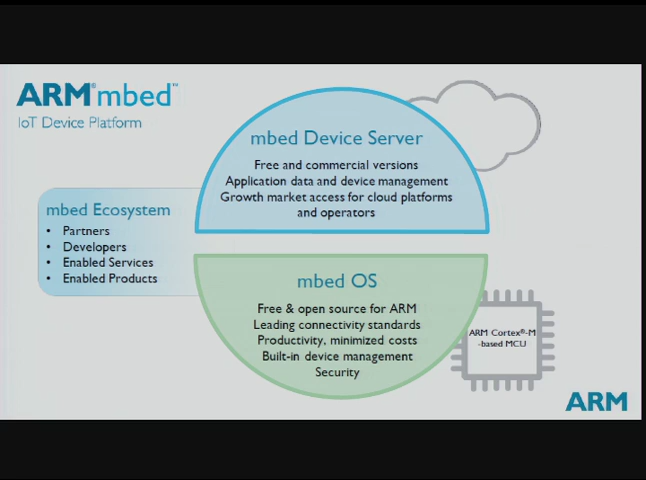 ARM®mbed™
IoT Device Platform
mbed Device Server
Free and commercial versions
Application data and device management
Growth market access for cloud platforms
and operators
mbed Ecosystem
• Partners
• Developers
• Enabled Services
• Enabled Products
mbed OS
Free & open source for ARM
Leading connectivity standards
Productivity, minimized costs
Built-in device management
Security
ARM Cortex®-M
-based MCU
ARM